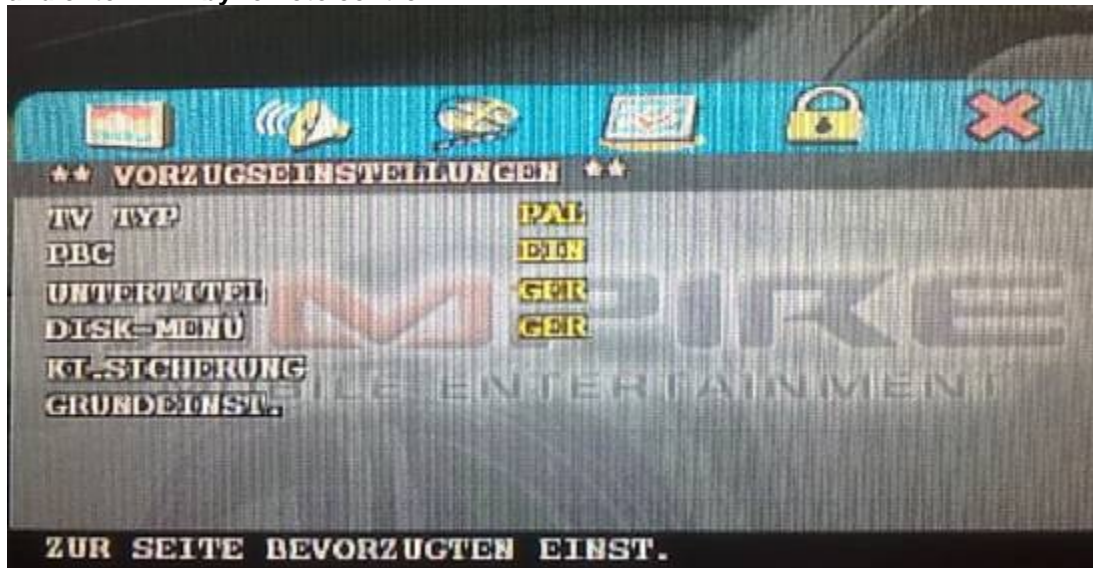 ** VORZUGSEINSTELLUNGEN **
TV TYP PAL
PBC EIN
UNTERTITEL GER
DISK-MENÜ GER
KI.SICHERUNG
GRUNDEINST.
MPIRE
ENTERTAINMENT
ZUR SEITE BEVORZUGTEN EINST.